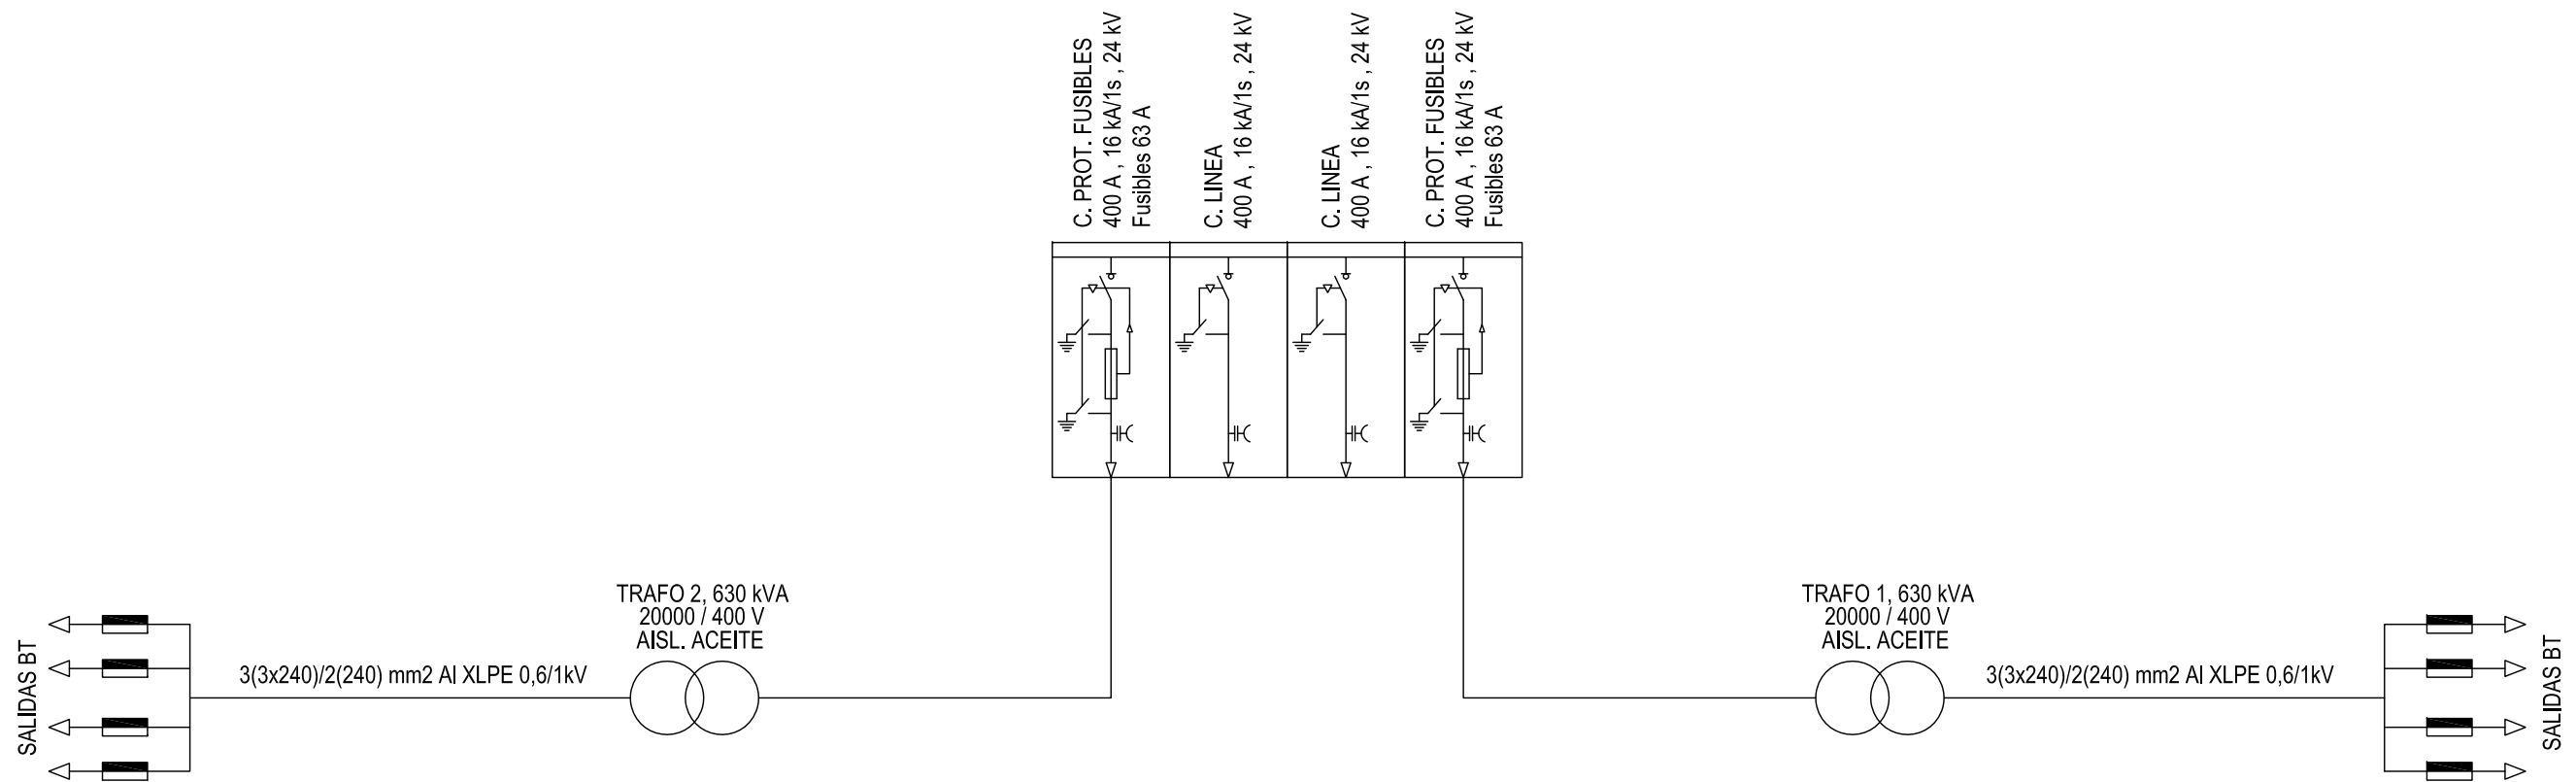 C. PROT. FUSIBLES
400 A , 16 kA/1s , 24 kV
Fusibles 63 A
C. LINEA
400 A , 16 kA/1s , 24 kV
C. LINEA
400 A , 16 kA/1s , 24 kV
C. PROT. FUSIBLES
400 A , 16 kA/1s , 24 kV
Fusibles 63 A
SALIDAS BT
3(3x240)/2(240) mm2 Al XLPE 0,6/1kV
TRAFO 2, 630 kVA
20000 / 400 V
AISL. ACEITE
TRAFO 1, 630 kVA
20000 / 400 V
AISL. ACEITE
3(3x240)/2(240) mm2 Al XLPE 0,6/1kV
SALIDAS BT